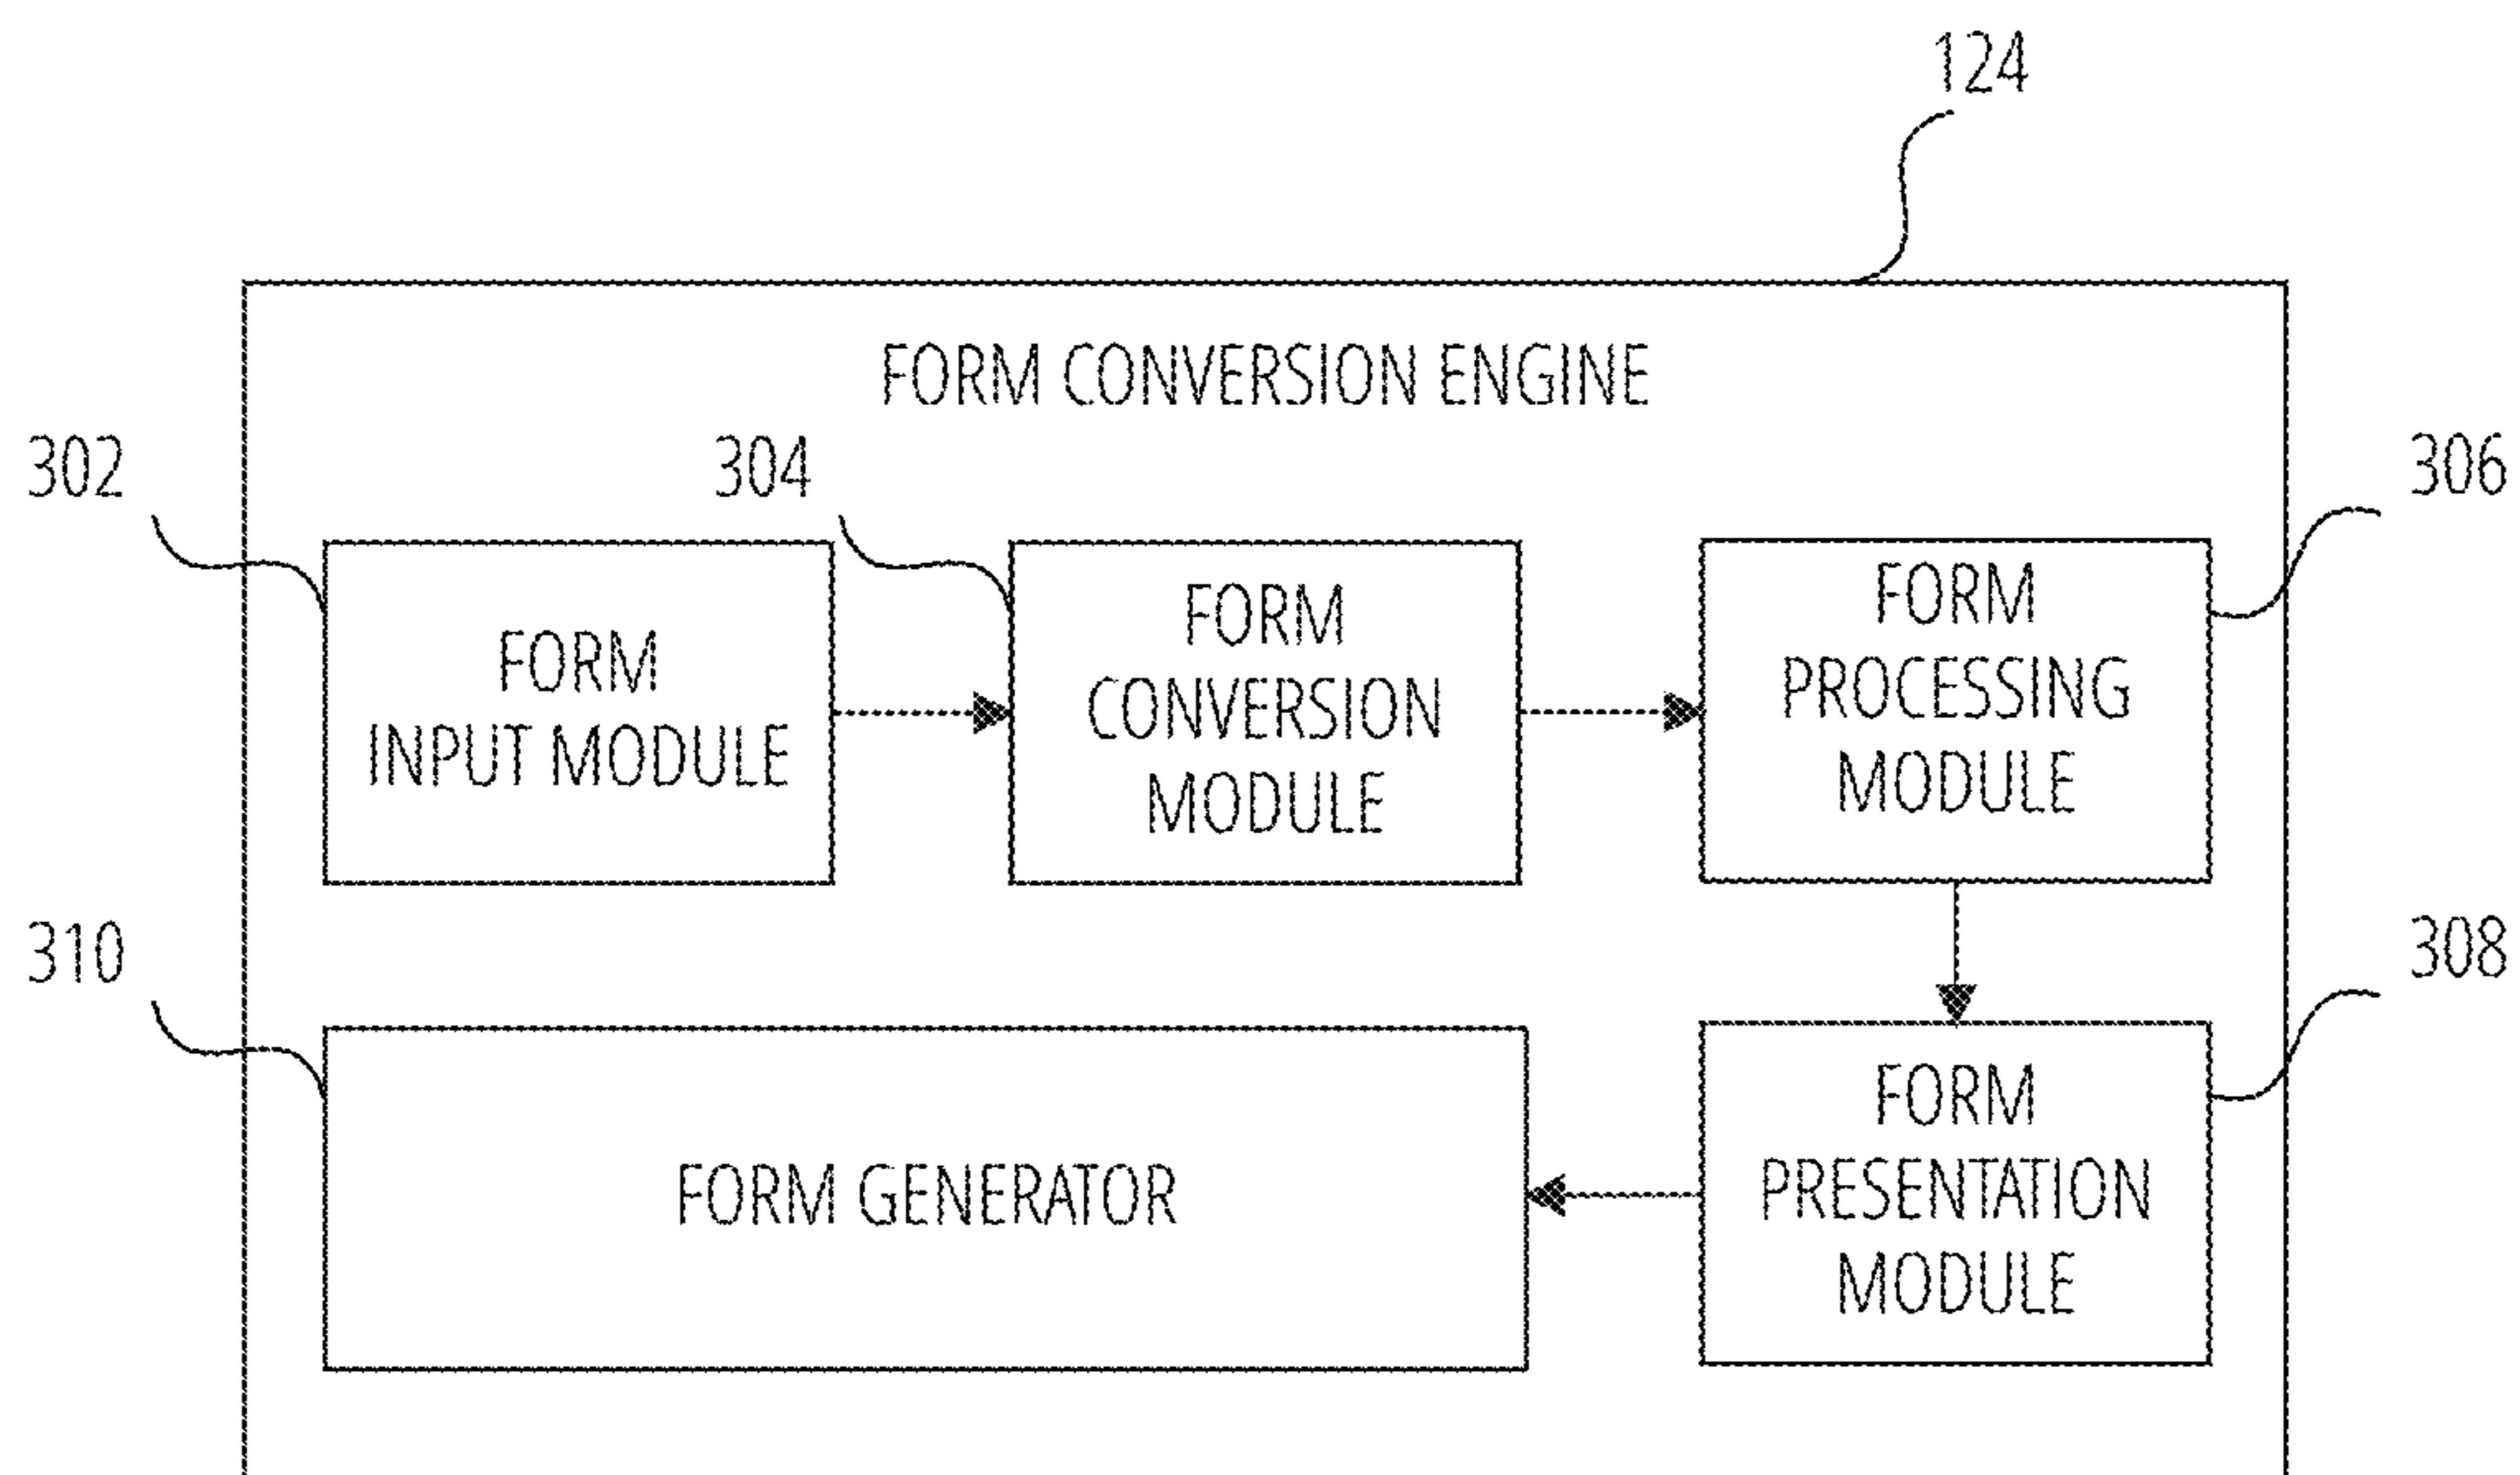 124
FORM CONVERSION ENGINE
302
304
306
FORM
INPUT MODULE
FORM
CONVERSION
MODULE
FORM
PROCESSING
MODULE
310
308
FORM GENERATOR
FORM
PRESENTATION
MODULE